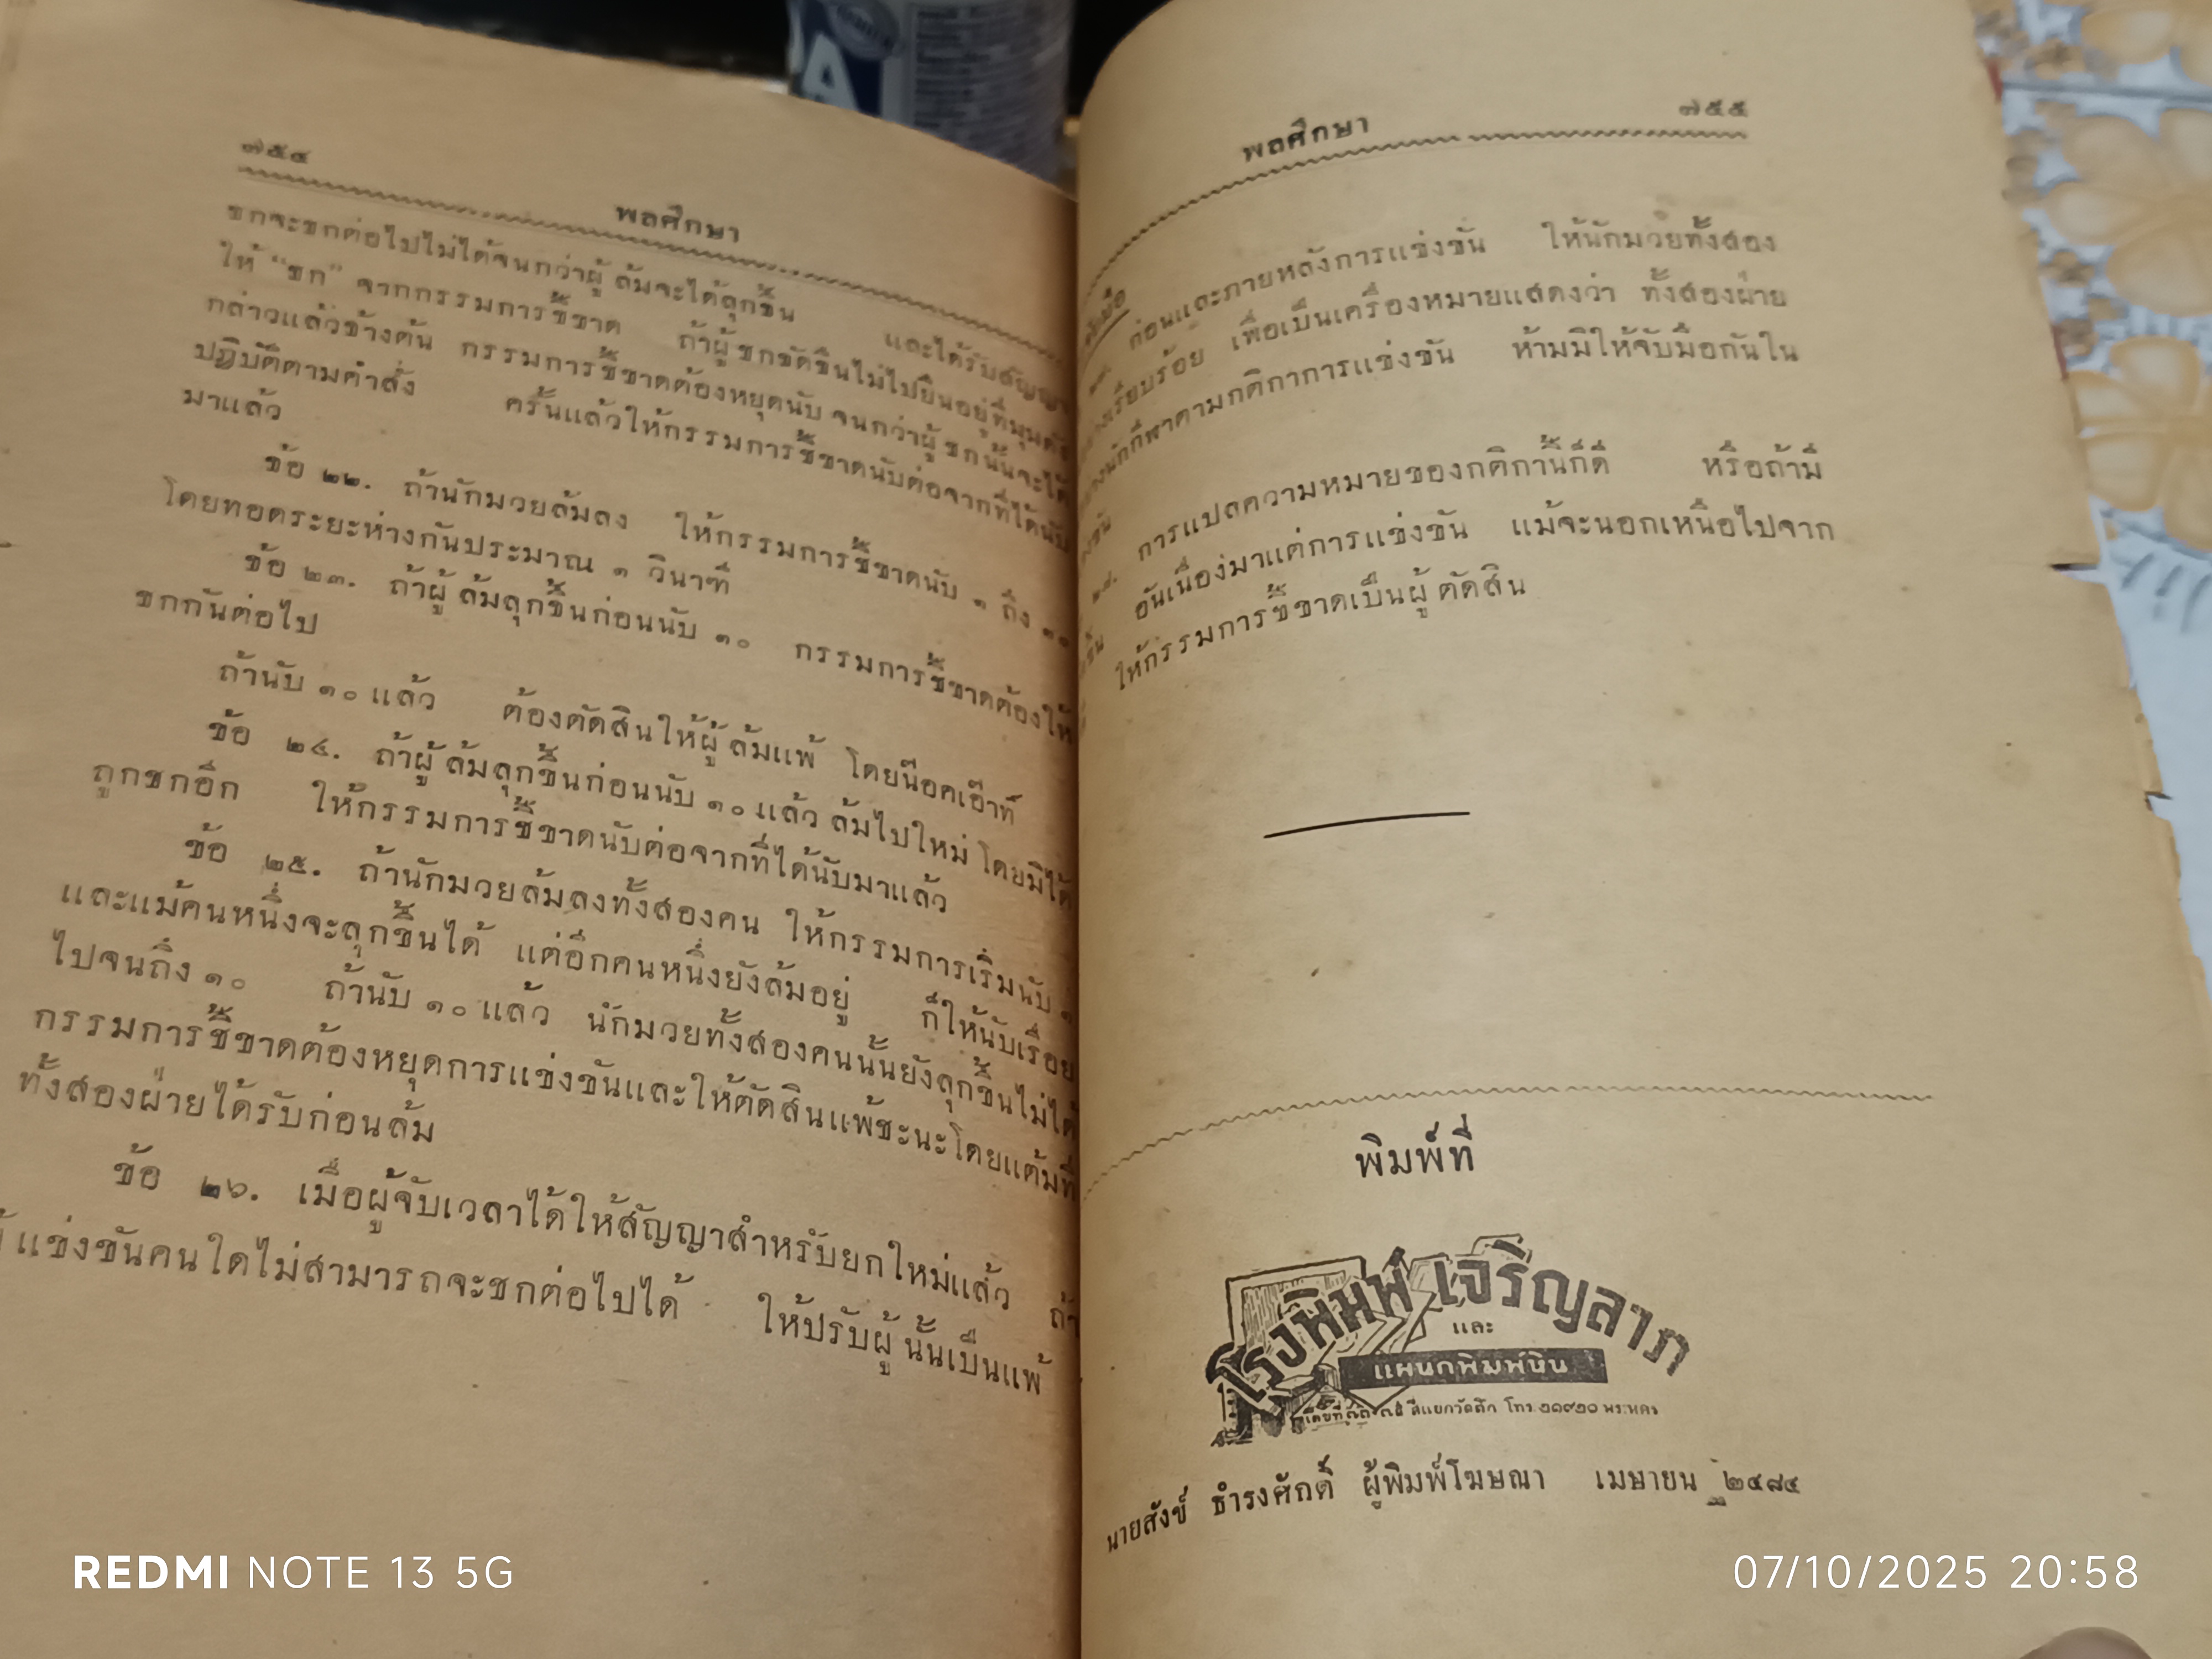 ๗๕๔
พลศึกษา
ชกจะชกต่อไปไม่ได้จนกว่าผู้ล้มจะได้ลุกขึ้น และได้รับสัญญา
ให้ "ชก" จากกรรมการชี้ขาด ถ้าผู้ชกขัดขืนไม่ไปยืนอยู่ที่มุมดัง
กล่าวแล้วข้างต้น กรรมการชี้ขาดต้องหยุดนับ จนกว่าผู้ชกนั้นจะได้
ปฏิบัติตามคำสั่ง ครั้นแล้วให้กรรมการชี้ขาดนับต่อจากที่ได้นับ
มาแล้ว
ข้อ ๒๒. ถ้านักมวยล้มลง ให้กรรมการชี้ขาดนับ ๑ ถึง ๑๐
โดยทอดระยะห่างกันประมาณ ๑ วินาฑี
ข้อ ๒๓. ถ้าผู้ล้มลุกขึ้นก่อนนับ ๑๐ กรรมการชี้ขาดต้องให้
ชกกันต่อไป
ถ้านับ ๑๐ แล้ว ต้องตัดสินให้ผู้ล้มแพ้ โดยน๊อคเอ๊าท์
ข้อ ๒๔. ถ้าผู้ล้มลุกขึ้นก่อนนับ ๑๐ แล้ว ล้มไปใหม่ โดยมิได้
ถูกชกอีก ให้กรรมการชี้ขาดนับต่อจากที่ได้นับมาแล้ว
ข้อ ๒๕. ถ้านักมวยล้มลงทั้งสองคน ให้กรรมการเริ่มนับ ๑
และแม้คนหนึ่งจะลุกขึ้นได้ แต่อีกคนหนึ่งยังล้มอยู่ ก็ให้นับเรื่อย
ไปจนถึง ๑๐ ถ้านับ ๑๐ แล้ว นักมวยทั้งสองคนนั้นยังลุกขึ้นไม่ได้
กรรมการชี้ขาดต้องหยุดการแข่งขันและให้ตัดสินแพ้ชะนะโดยแต้มที่
ทั้งสองฝ่ายได้รับก่อนล้ม
ข้อ ๒๖. เมื่อผู้จับเวลาได้ให้สัญญาสำหรับยกใหม่แล้ว ถ้า
แข่งขันคนใดไม่สามารถจะชกต่อไปได้ ให้ปรับผู้นั้นเป็นแพ้
๗๕๕
พลศึกษา
ก่อนและภายหลังการแข่งขัน ให้นักมวยทั้งสอง
เรียบร้อย เพื่อเป็นเครื่องหมายแสดงว่า ทั้งสองฝ่าย
นักกีฬาตามกติกาการแข่งขัน ห้ามมิให้จับมือกันใน
การแปลความหมายของกติกานี้ก็ดี หรือถ้ามี
อันเนื่องมาแต่การแข่งขัน แม้จะนอกเหนือไปจาก
ให้กรรมการชี้ขาดเป็นผู้ตัดสิน
พิมพ์ที่
โรงพิมพ์ เจริญลาภ
และ
แผนกพิมพ์หิน
สี่แยกวัดตึก โทร. ๒๑๙๒๐ พระนคร
นายสังข์ ธำรงศักดิ์ ผู้พิมพ์โฆษณา เมษายน ๒๔๘๔
REDMI NOTE 13 5G
07/10/2025 20:58